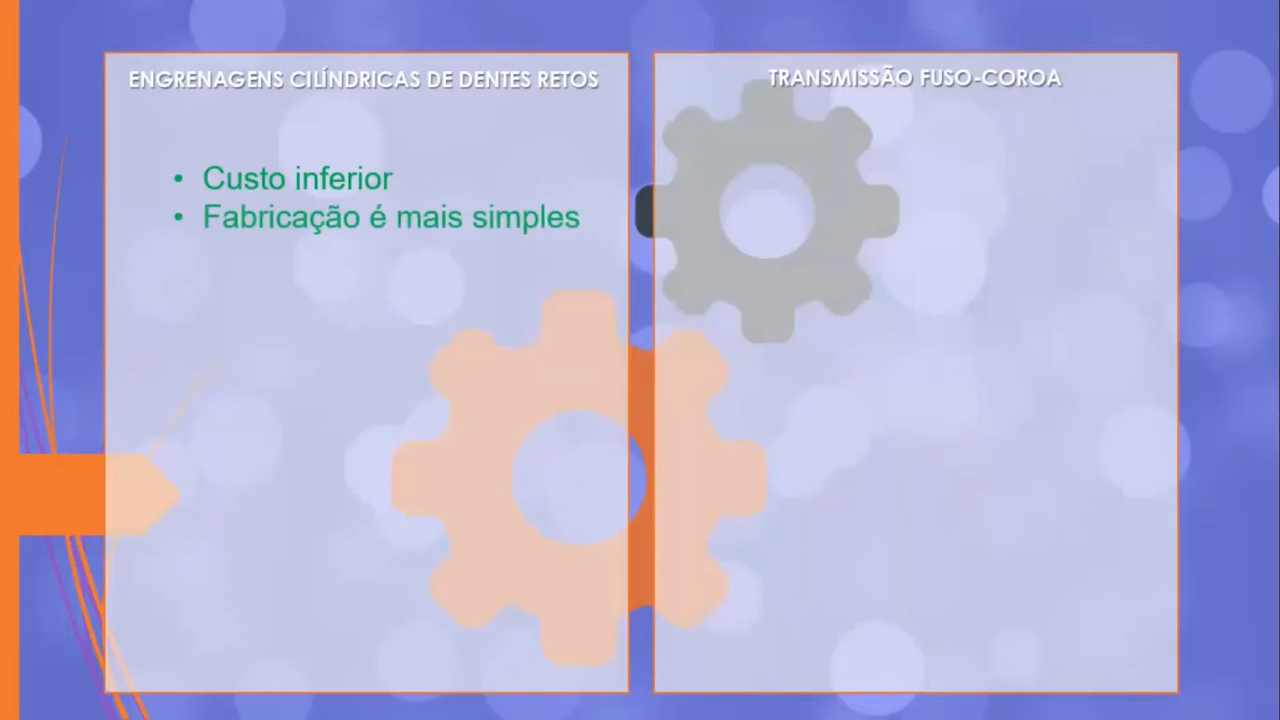 ENGRENAGENS CILÍNDRICAS DE DENTES RETOS
• Custo inferior
• Fabricação é mais simples
TRANSMISSÃO FUSO-COROA